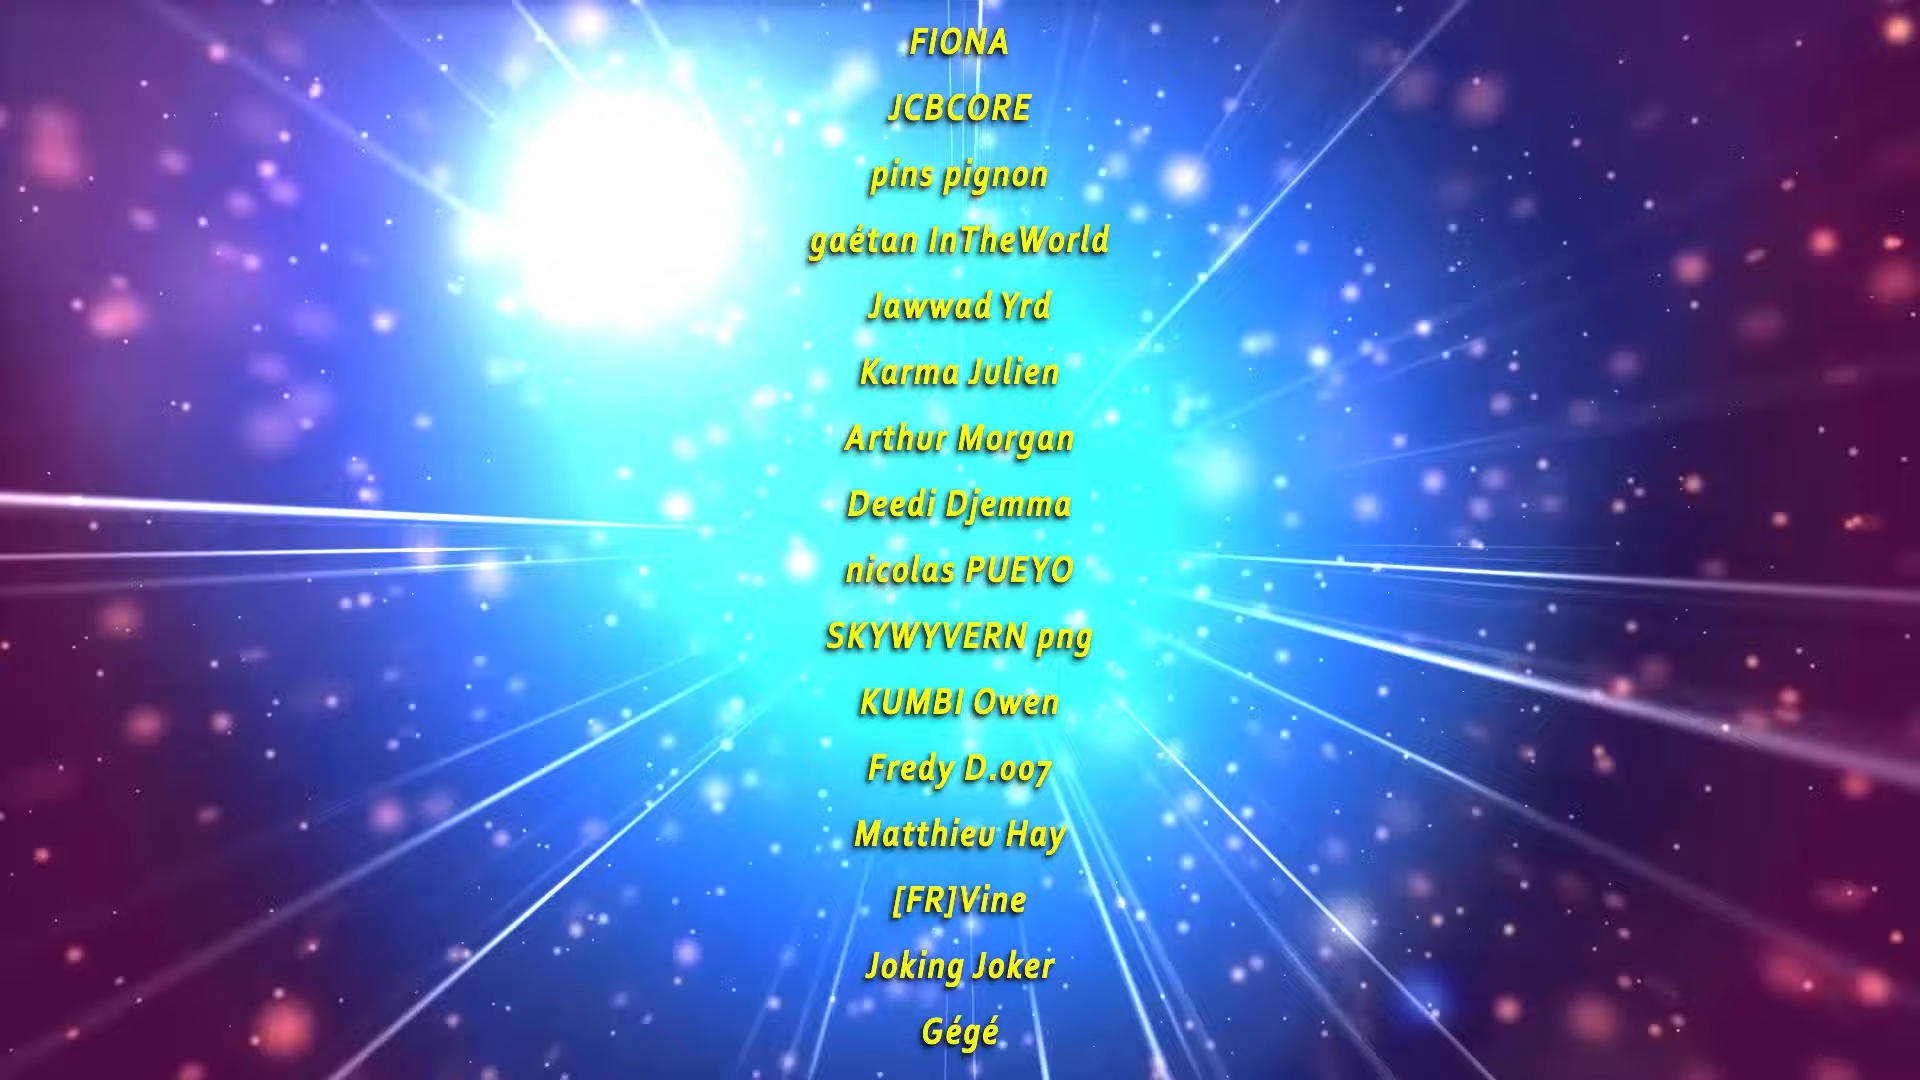 FIONA
JCBCORE
pins pignon
gaétan InTheWorld
Jawwad Yrd
Karma Julien
Arthur Morgan
Deedi Djemma
nicolas PUEYO
SKYWYVERN png
KUMBI Owen
Fredy D.007
Matthieu Hay
[FR]Vine
Joking Joker
Gégé